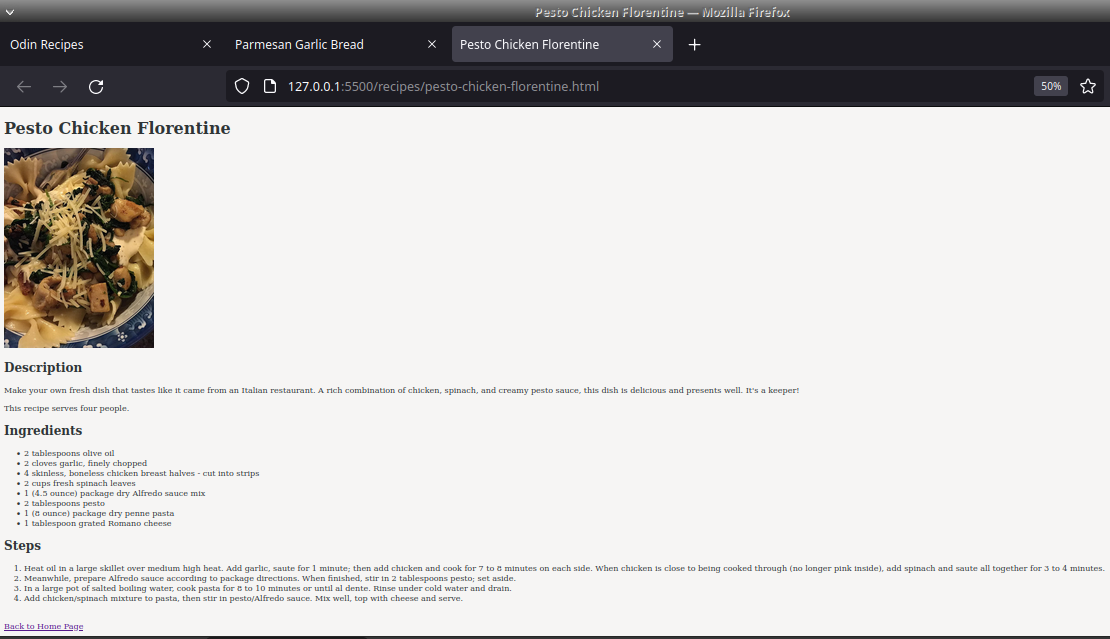 Pesto Chicken Florentine — Mozilla Firefox
Odin Recipes
Parmesan Garlic Bread
Pesto Chicken Florentine
127.0.0.1:5500/recipes/pesto-chicken-florentine.html
50%
Pesto Chicken Florentine
Description
Make your own fresh dish that tastes like it came from an Italian restaurant. A rich combination of chicken, spinach, and creamy pesto sauce, this dish is delicious and presents well. It's a keeper!
This recipe serves four people.
Ingredients
• 2 tablespoons olive oil
• 2 cloves garlic, finely chopped
• 4 skinless, boneless chicken breast halves - cut into strips
• 2 cups fresh spinach leaves
• 1 (4.5 ounce) package dry Alfredo sauce mix
• 2 tablespoons pesto
• 1 (8 ounce) package dry penne pasta
• 1 tablespoon grated Romano cheese
Steps
1. Heat oil in a large skillet over medium high heat. Add garlic, saute for 1 minute; then add chicken and cook for 7 to 8 minutes on each side. When chicken is close to being cooked through (no longer pink inside), add spinach and saute all together for 3 to 4 minutes.
2. Meanwhile, prepare Alfredo sauce according to package directions. When finished, stir in 2 tablespoons pesto; set aside.
3. In a large pot of salted boiling water, cook pasta for 8 to 10 minutes or until al dente. Rinse under cold water and drain.
4. Add chicken/spinach mixture to pasta, then stir in pesto/Alfredo sauce. Mix well, top with cheese and serve.
Back to Home Page